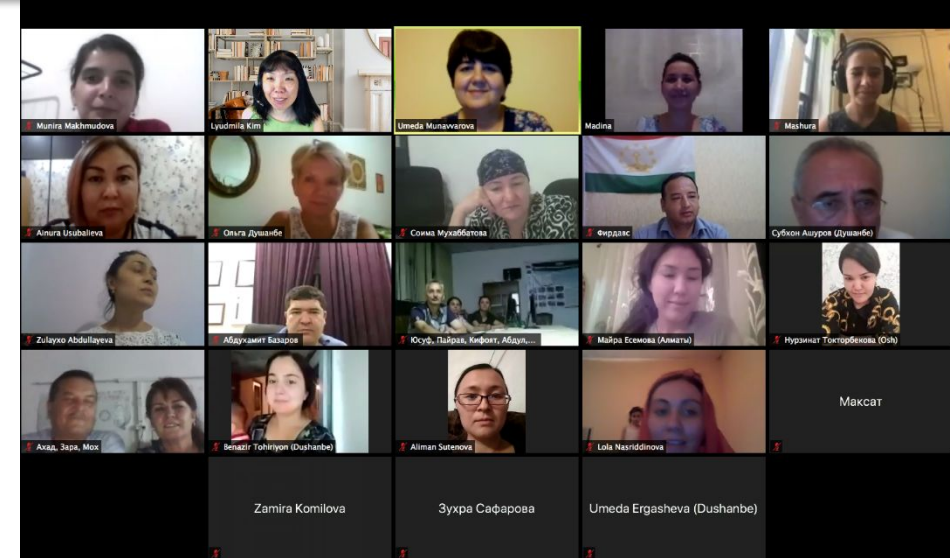 Munira Makhmudova
Lyudmila Kim
Umeda Munavvarova
Madina
Mashura
Ainura Usubalieva
Ольга Душанбе
Соима Мухаббатова
Фирдавс
Субхон Ашуров (Душанбе)
Zulayxo Abdullayeva
Абдухамит Базаров
Юсуф, Пайрав, Кифоят, Абдул,...
Майра Есемова (Алматы)
Нурзинат Токторбекова (Osh)
Ахад, Зара, Мох
Benazir Tohiriyon (Dushanbe)
Aliman Sutenova
Lola Nasriddinova
Максат
Zamira Komilova
Зухра Сафарова
Umeda Ergasheva (Dushanbe)